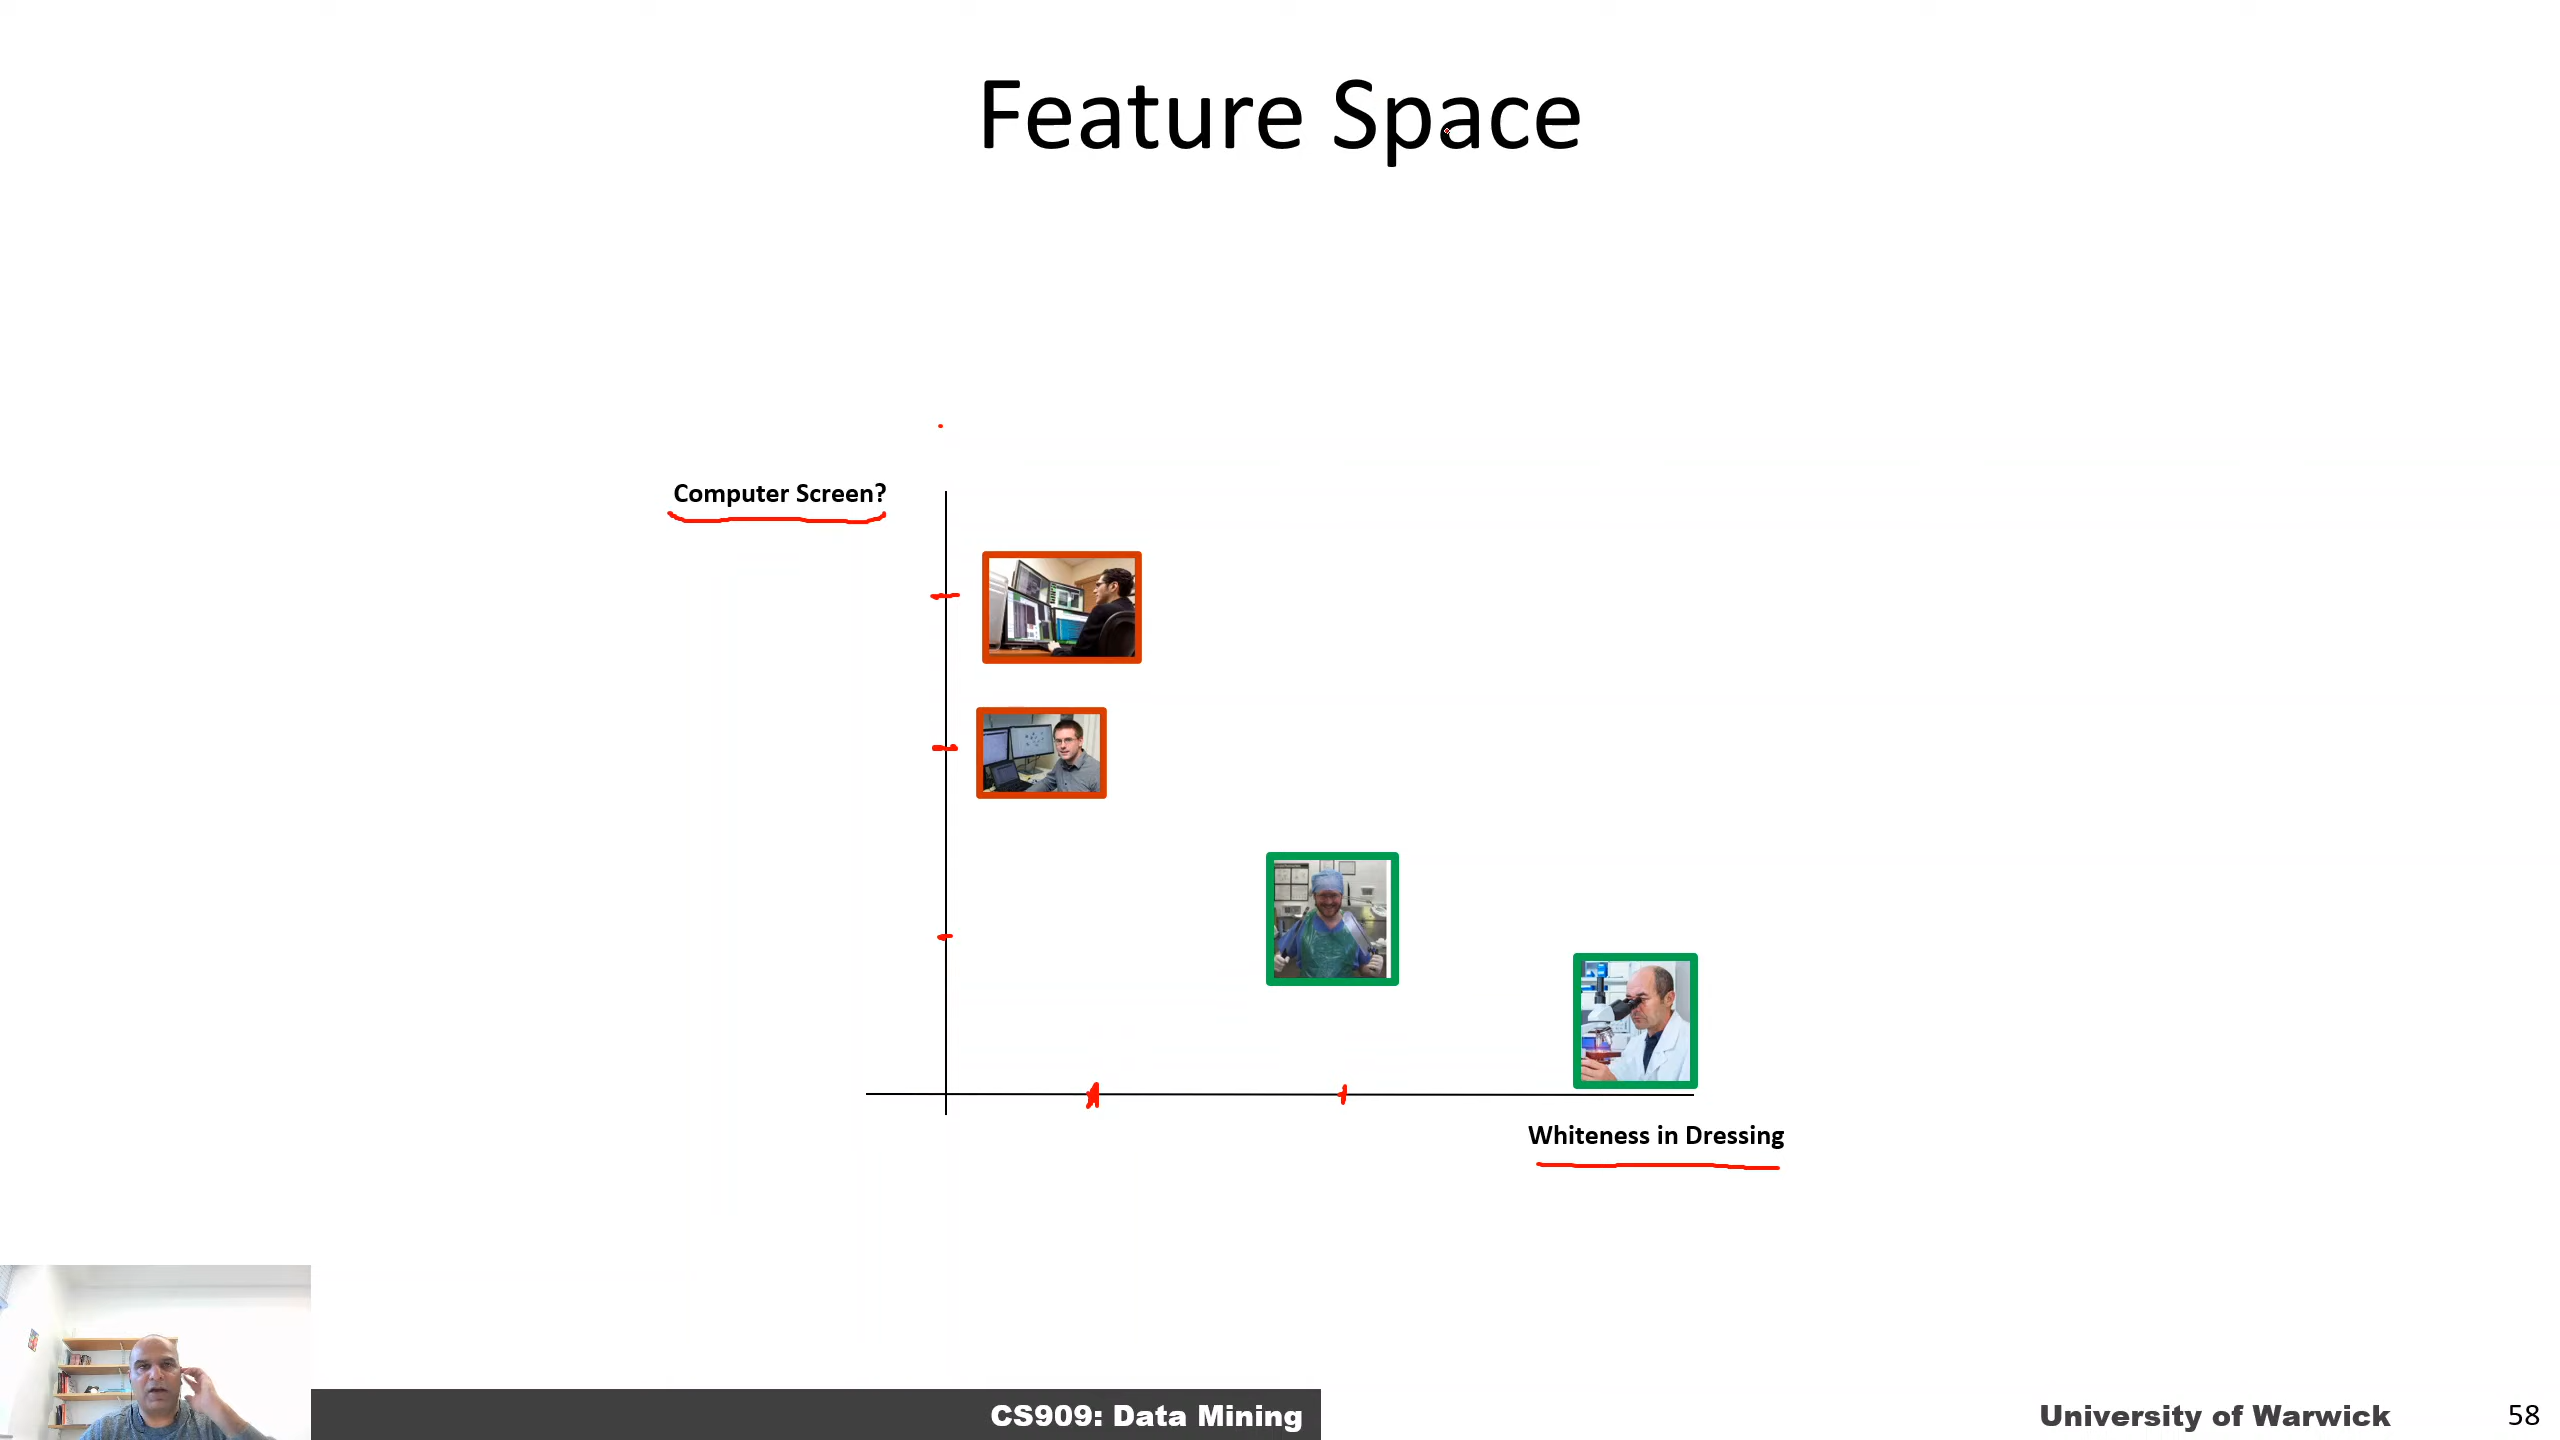 Feature Space
Computer Screen?
Whiteness in Dressing
CS909: Data Mining
University of Warwick
58